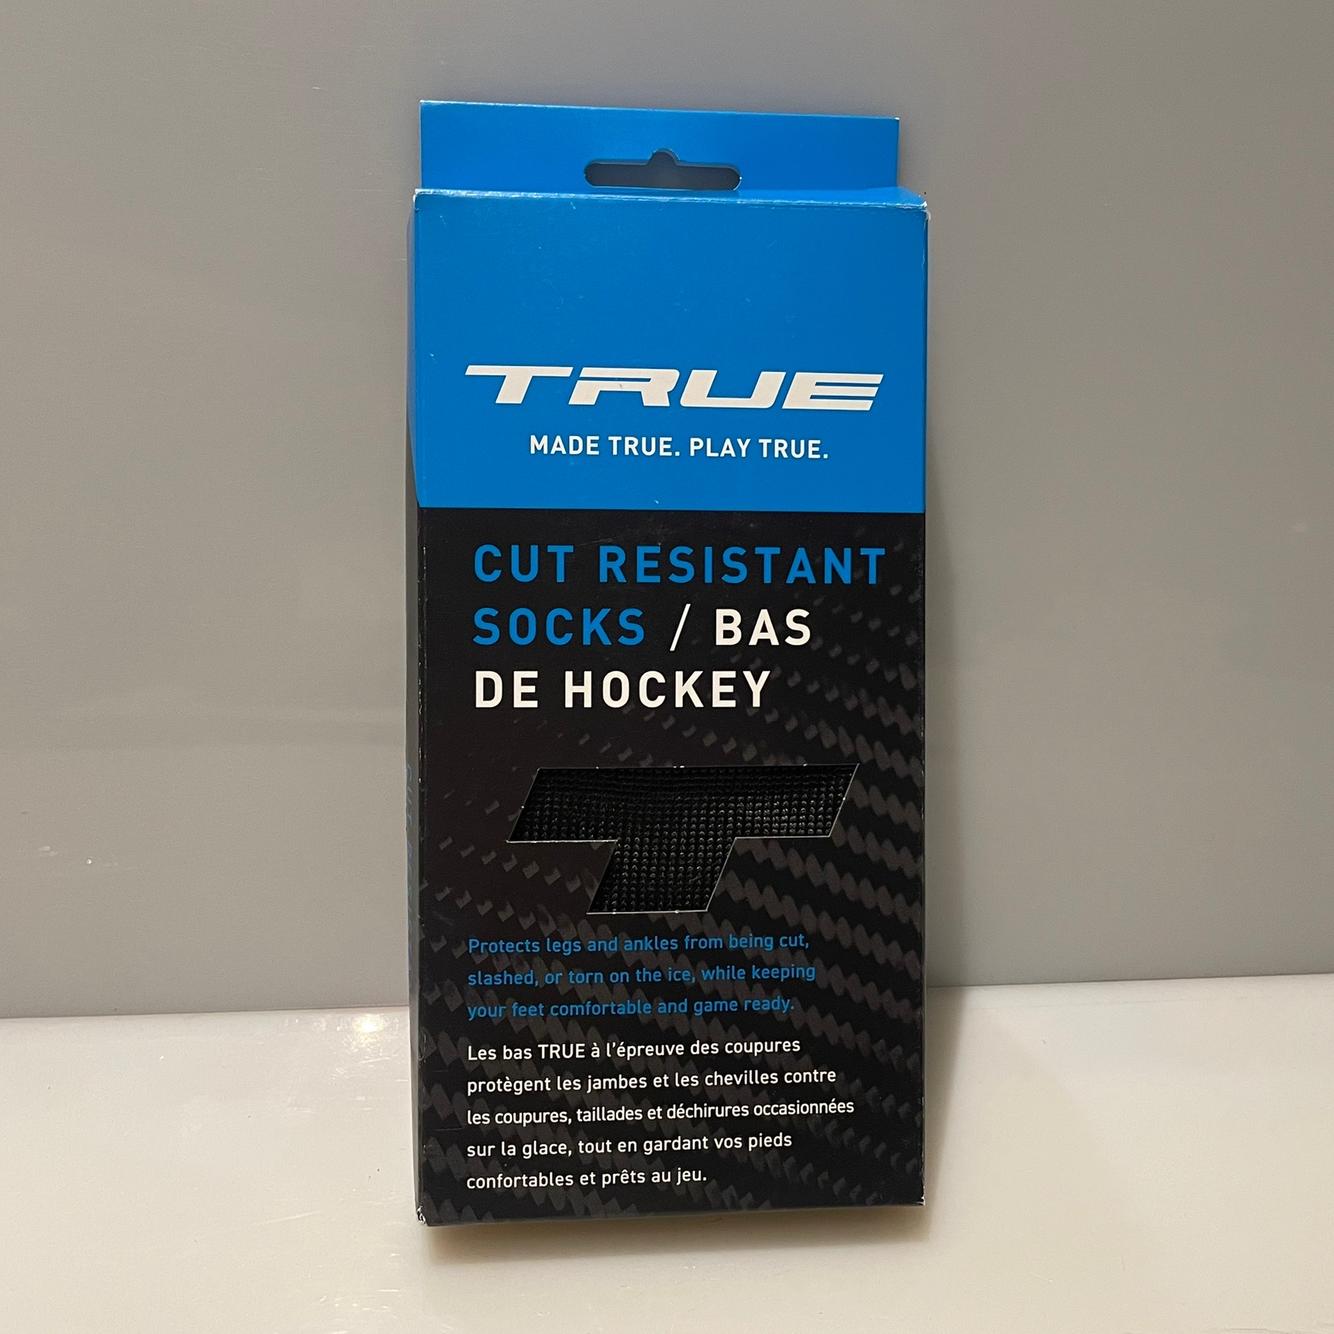 TRUE
MADE TRUE. PLAY TRUE.
CUT RESISTANT
SOCKS / BAS
DE HOCKEY
Protects legs and ankles from being cut,
slashed, or torn on the ice, while keeping
your feet comfortable and game ready.
Les bas TRUE à l'épreuve des coupures
protègent les jambes et les chevilles contre
les coupures, taillades et déchirures occasionnées
sur la glace, tout en gardant vos pieds
confortables et prêts au jeu.